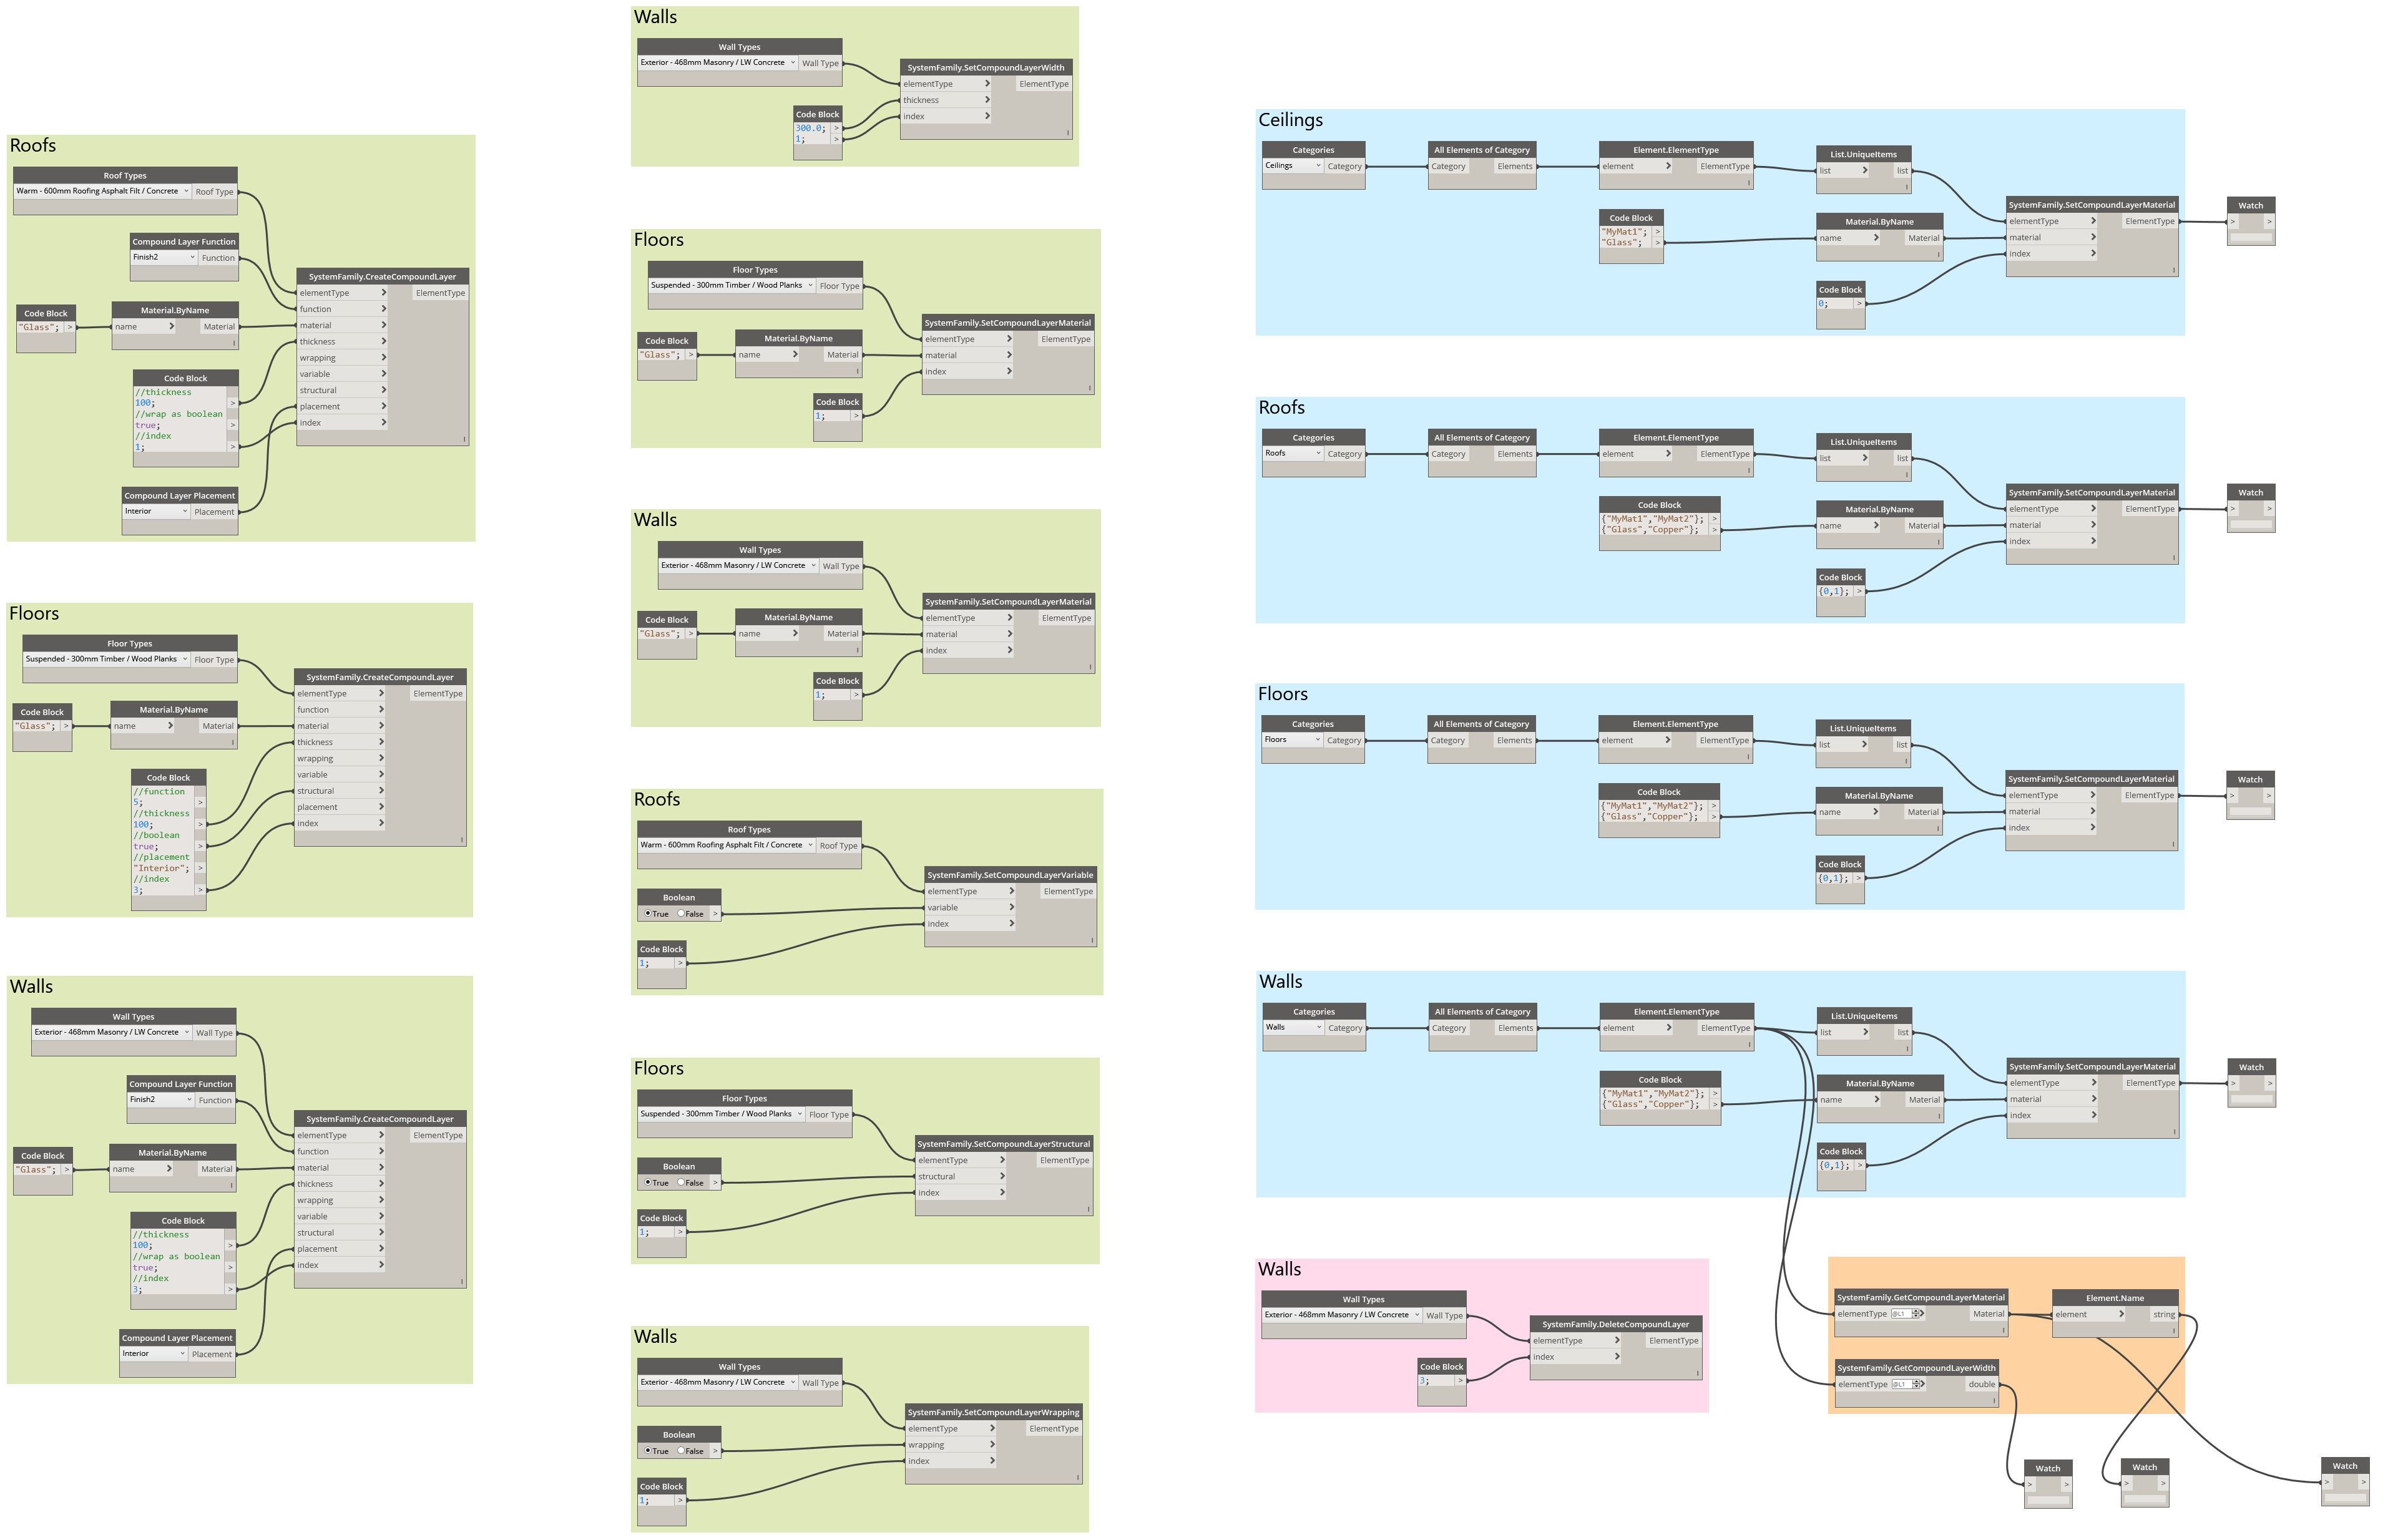 Roofs
Roof Types
Warm - 600mm Roofing Asphalt Filt / Concrete Roof Type
Compound Layer Function
Finish2 Function
Code Block
"Glass"; >
Material.ByName
name > Material
Code Block
//thickness
100; >
//wrap as boolean
true; >
//index
1; >
Compound Layer Placement
Interior Placement
SystemFamily.CreateCompoundLayer
elementType > ElementType
function >
material >
thickness >
wrapping >
variable >
structural >
placement >
index >
Floors
Floor Types
Suspended - 300mm Timber / Wood Planks Floor Type
Code Block
"Glass"; >
Material.ByName
name > Material
Code Block
//function
5; >
//thickness
100; >
//boolean
true; >
//placement
"Interior"; >
//index
3; >
SystemFamily.CreateCompoundLayer
elementType > ElementType
function >
material >
thickness >
wrapping >
variable >
structural >
placement >
index >
Walls
Wall Types
Exterior - 468mm Masonry / LW Concrete Wall Type
Compound Layer Function
Finish2 Function
Code Block
"Glass"; >
Material.ByName
name > Material
Code Block
//thickness
100; >
//wrap as boolean
true; >
//index
3; >
Compound Layer Placement
Interior Placement
SystemFamily.CreateCompoundLayer
elementType > ElementType
function >
material >
thickness >
wrapping >
variable >
structural >
placement >
index >
Walls
Wall Types
Exterior - 468mm Masonry / LW Concrete Wall Type
Code Block
300.0; >
1; >
SystemFamily.SetCompoundLayerWidth
elementType > ElementType
thickness >
index >
Floors
Floor Types
Suspended - 300mm Timber / Wood Planks Floor Type
Code Block
"Glass"; >
Material.ByName
name > Material
Code Block
1; >
SystemFamily.SetCompoundLayerMaterial
elementType > ElementType
material >
index >
Walls
Wall Types
Exterior - 468mm Masonry / LW Concrete Wall Type
Code Block
"Glass"; >
Material.ByName
name > Material
Code Block
1; >
SystemFamily.SetCompoundLayerMaterial
elementType > ElementType
material >
index >
Roofs
Roof Types
Warm - 600mm Roofing Asphalt Filt / Concrete Roof Type
Boolean
True False >
Code Block
1; >
SystemFamily.SetCompoundLayerVariable
elementType > ElementType
variable >
index >
Floors
Floor Types
Suspended - 300mm Timber / Wood Planks Floor Type
Boolean
True False >
Code Block
1; >
SystemFamily.SetCompoundLayerStructural
elementType > ElementType
structural >
index >
Walls
Wall Types
Exterior - 468mm Masonry / LW Concrete Wall Type
Boolean
True False >
Code Block
1; >
SystemFamily.SetCompoundLayerWrapping
elementType > ElementType
wrapping >
index >
Ceilings
Categories
Ceilings Category
All Elements of Category
Category Elements
Element.ElementType
element > ElementType
List.UniqueItems
list > list
Code Block
"MyMat1"; >
"Glass"; >
Material.ByName
name > Material
Code Block
0; >
SystemFamily.SetCompoundLayerMaterial
elementType > ElementType
material >
index >
Watch
> >
Roofs
Categories
Roofs Category
All Elements of Category
Category Elements
Element.ElementType
element > ElementType
List.UniqueItems
list > list
Code Block
{"MyMat1","MyMat2"}; >
{"Glass","Copper"}; >
Material.ByName
name > Material
Code Block
{0,1}; >
SystemFamily.SetCompoundLayerMaterial
elementType > ElementType
material >
index >
Watch
> >
Floors
Categories
Floors Category
All Elements of Category
Category Elements
Element.ElementType
element > ElementType
List.UniqueItems
list > list
Code Block
{"MyMat1","MyMat2"}; >
{"Glass","Copper"}; >
Material.ByName
name > Material
Code Block
{0,1}; >
SystemFamily.SetCompoundLayerMaterial
elementType > ElementType
material >
index >
Watch
> >
Walls
Categories
Walls Category
All Elements of Category
Category Elements
Element.ElementType
element > ElementType
List.UniqueItems
list > list
Code Block
{"MyMat1","MyMat2"}; >
{"Glass","Copper"}; >
Material.ByName
name > Material
Code Block
{0,1}; >
SystemFamily.SetCompoundLayerMaterial
elementType > ElementType
material >
index >
Watch
> >
Walls
Wall Types
Exterior - 468mm Masonry / LW Concrete Wall Type
Code Block
3; >
SystemFamily.DeleteCompoundLayer
elementType > ElementType
index >
SystemFamily.GetCompoundLayerMaterial
elementType @L1 > Material
Element.Name
element > string
SystemFamily.GetCompoundLayerWidth
elementType @L1 > double
Watch
> >
Watch
> >
Watch
> >